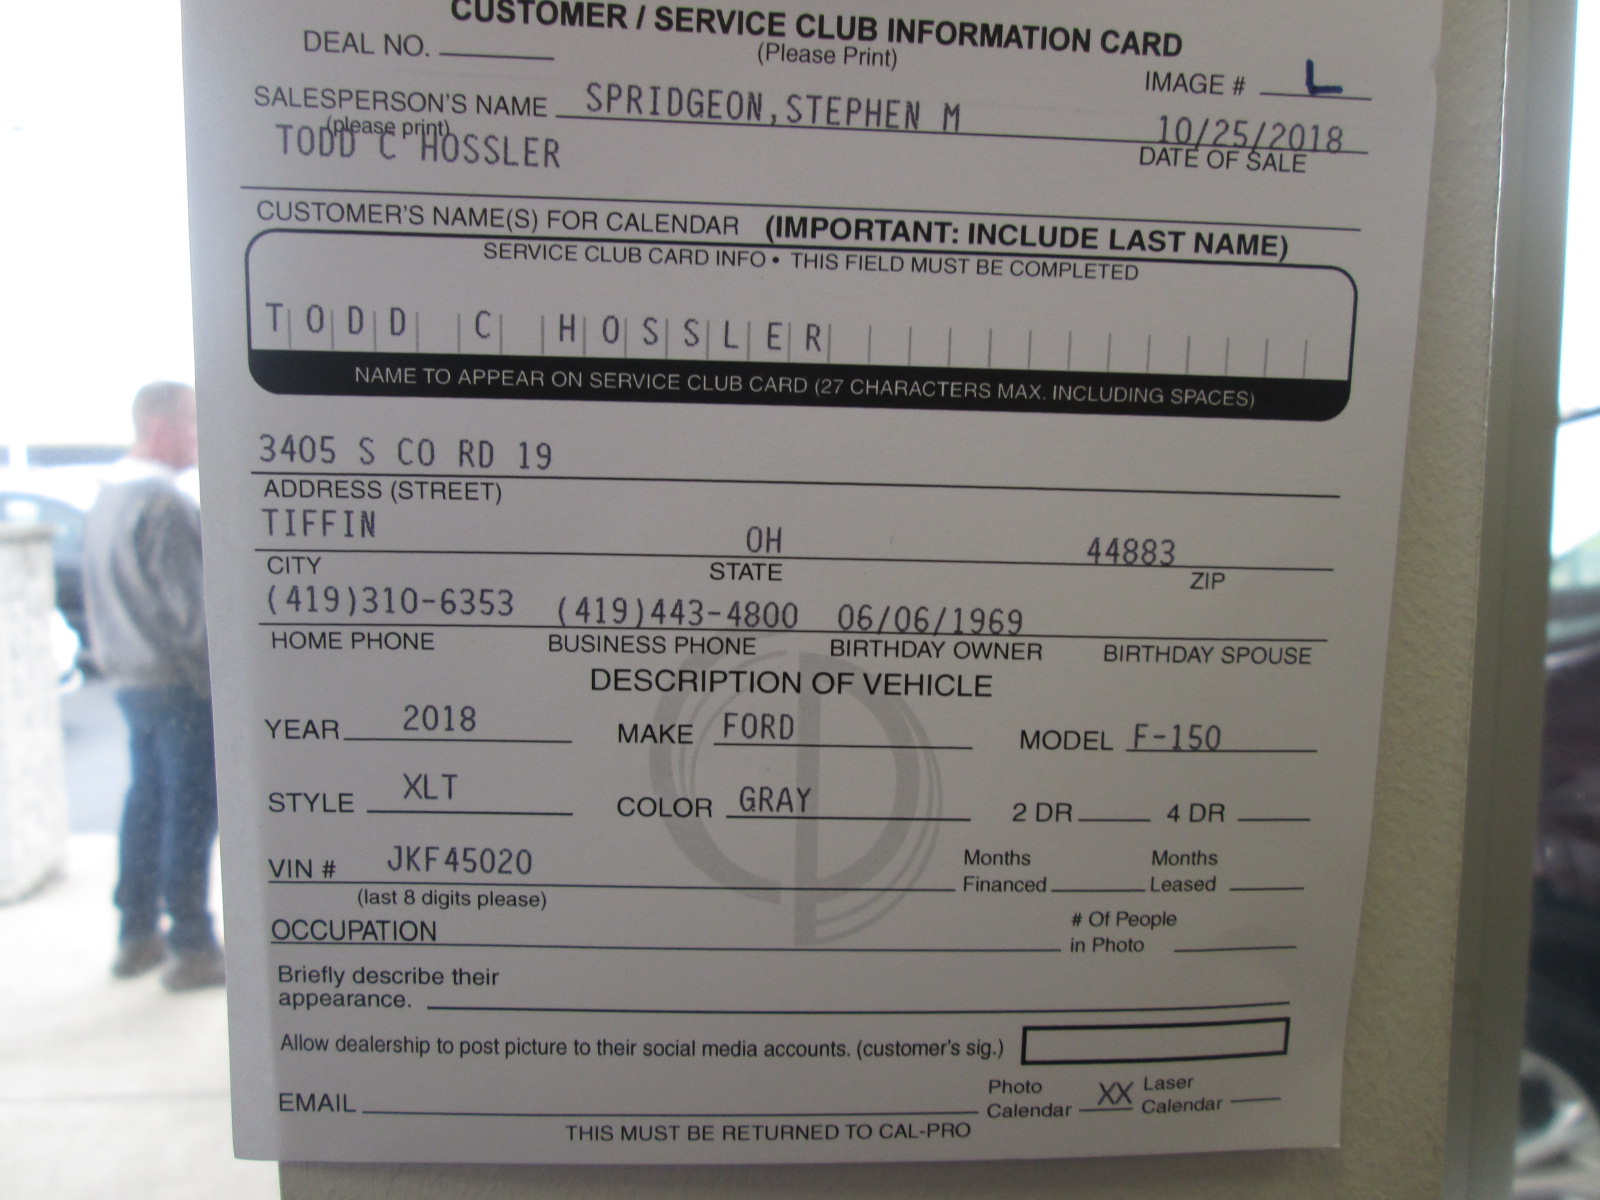 CUSTOMER / SERVICE CLUB INFORMATION CARD
DEAL NO.
(Please Print)
IMAGE # L
SALESPERSON'S NAME SPRIDGEON,STEPHEN M
(please print)
10/25/2018
DATE OF SALE
TODD C HOSSLER
CUSTOMER'S NAME(S) FOR CALENDAR (IMPORTANT: INCLUDE LAST NAME)
SERVICE CLUB CARD INFO • THIS FIELD MUST BE COMPLETED
TODD C HOSSLER
NAME TO APPEAR ON SERVICE CLUB CARD (27 CHARACTERS MAX. INCLUDING SPACES)
3405 S CO RD 19
ADDRESS (STREET)
TIFFIN OH 44883
CITY STATE ZIP
(419)310-6353 (419)443-4800 06/06/1969
HOME PHONE BUSINESS PHONE BIRTHDAY OWNER BIRTHDAY SPOUSE
DESCRIPTION OF VEHICLE
YEAR 2018 MAKE FORD MODEL F-150
STYLE XLT COLOR GRAY 2 DR 4 DR
VIN # JKF45020
(last 8 digits please)
Months Financed
Months Leased
OCCUPATION
# Of People
in Photo
Briefly describe their
appearance.
Allow dealership to post picture to their social media accounts. (customer's sig.)
EMAIL
Photo Calendar XX
Laser Calendar
THIS MUST BE RETURNED TO CAL-PRO